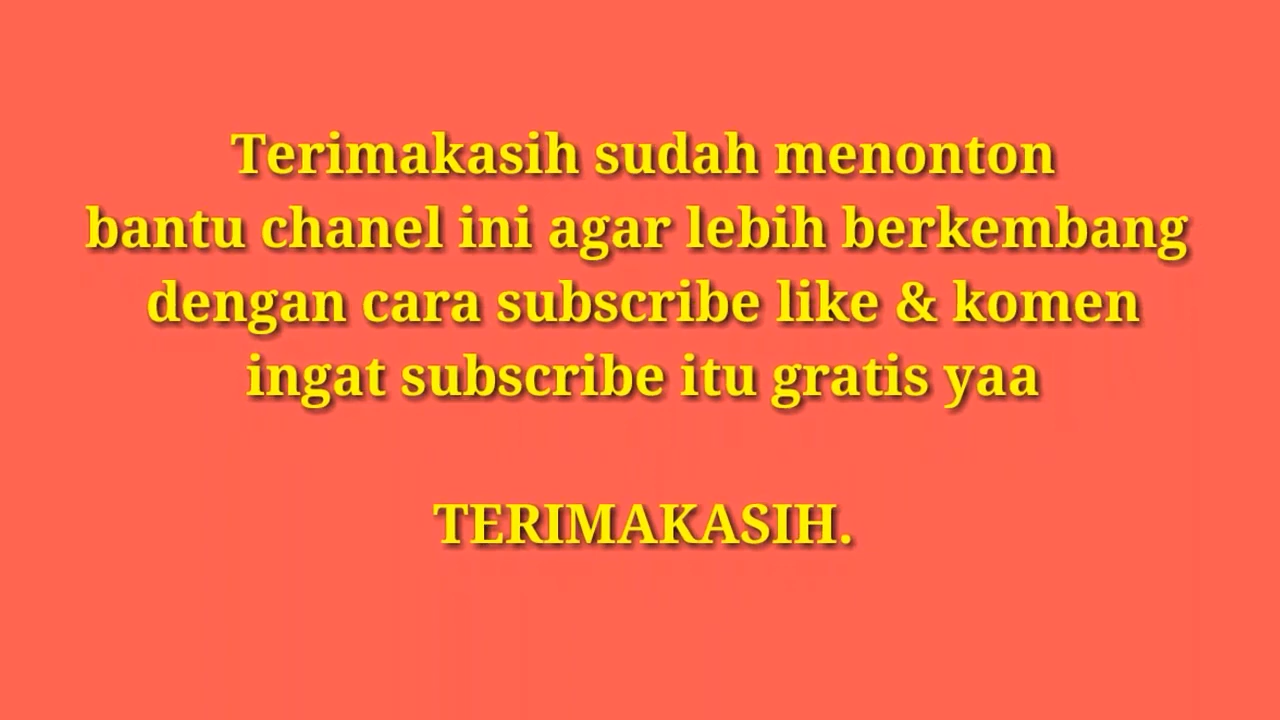 Terimakasih sudah menonton
bantu chanel ini agar lebih berkembang
dengan cara subscribe like & komen
ingat subscribe itu gratis yaa
TERIMAKASIH.